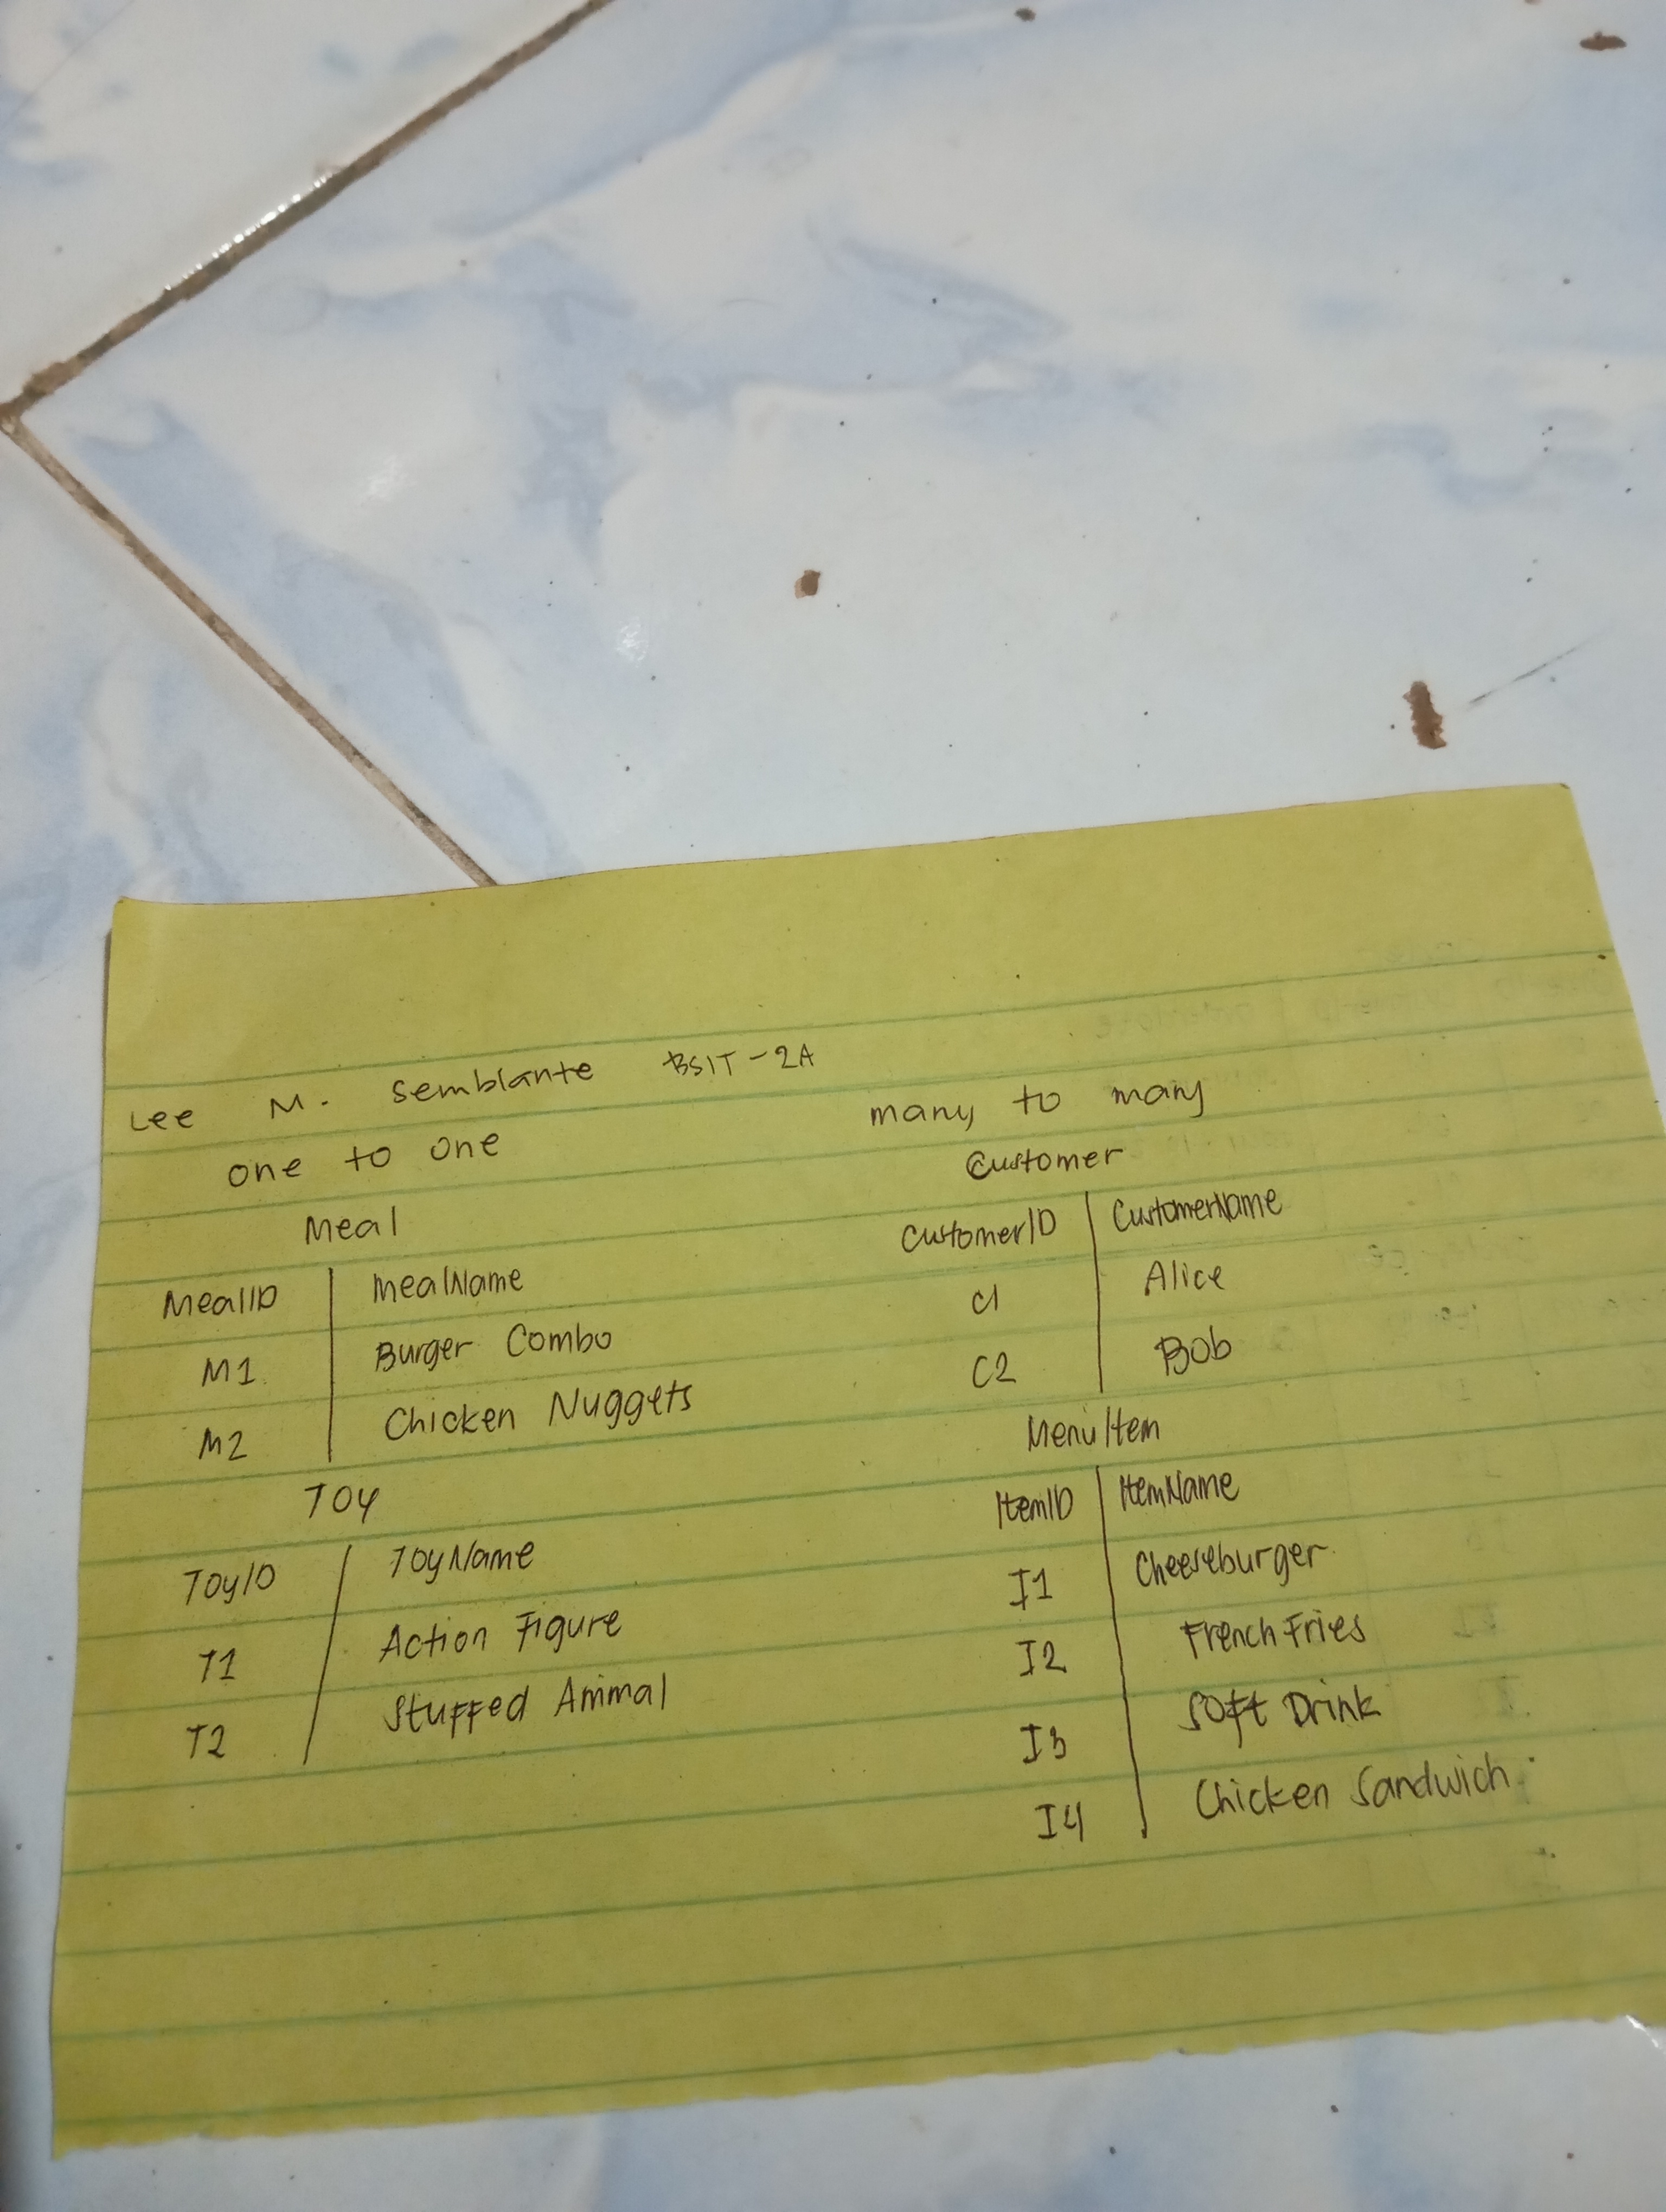 Lee M. Semblante BSIT-2A
one to one
Meal
MealID MealName
M1 Burger Combo
M2 Chicken Nuggets
Toy
ToyID ToyName
T1 Action Figure
T2 Stuffed Animal
many to many
Customer
CustomerID CustomerName
C1 Alice
C2 Bob
MenuItem
ItemID ItemName
I1 Cheeseburger
I2 French Fries
I3 Soft Drink
I4 Chicken Sandwich